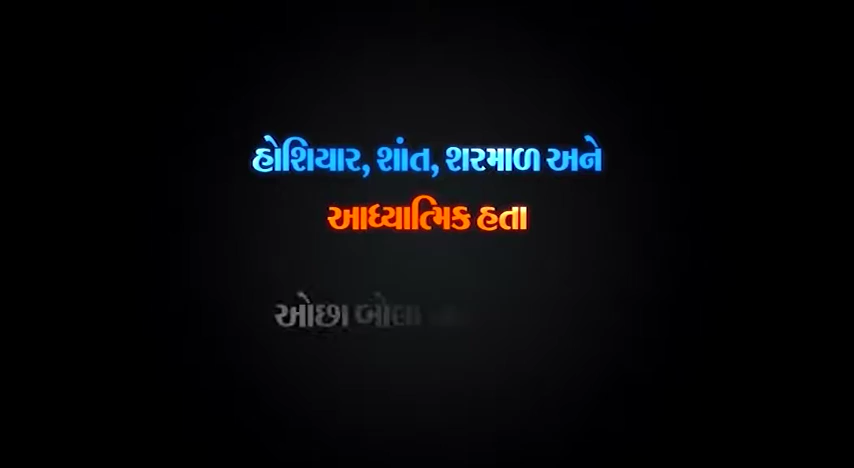 હોશિયાર, શાંત, શરમાળ અને
આધ્યાત્મિક હતા
ઓછા બોલા